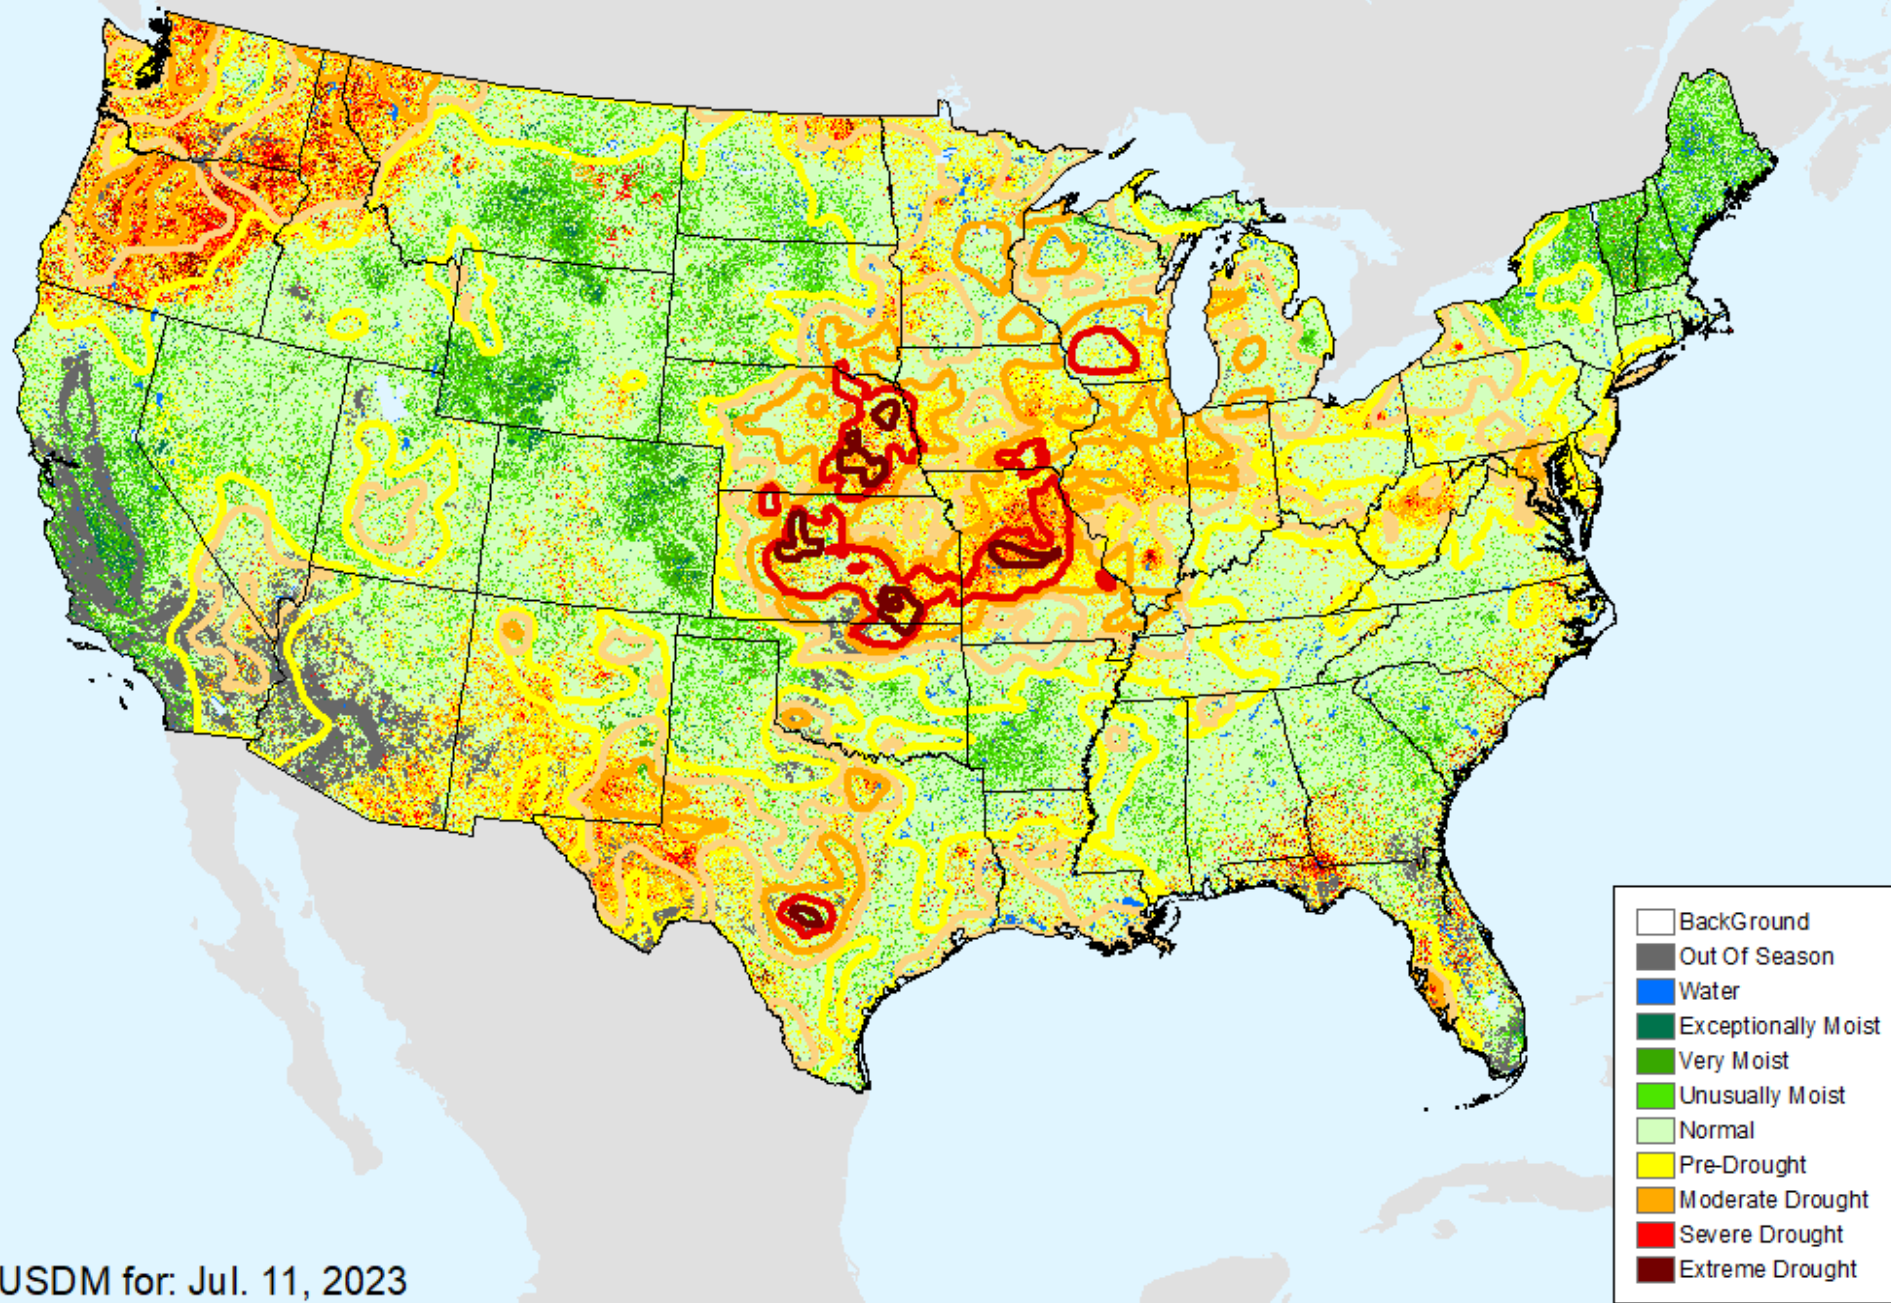 BackGround
Out Of Season
Water
Exceptionally Moist
Very Moist
Unusually Moist
Normal
Pre-Drought
Moderate Drought
Severe Drought
Extreme Drought
USDM for: Jul. 11, 2023